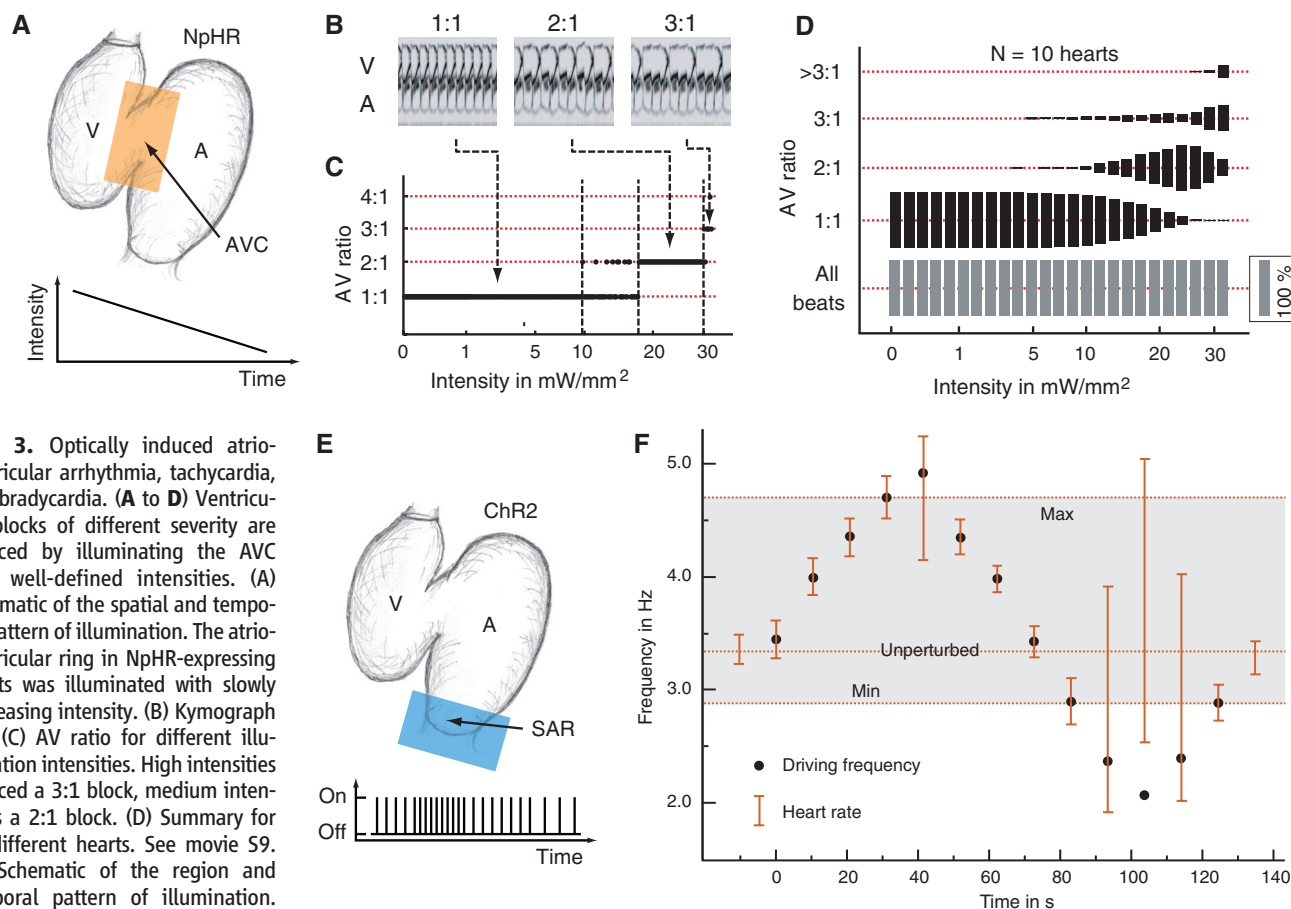 A
NpHR
V
A
AVC
Intensity
Time
B
1:1
2:1
3:1
V
A
C
AV ratio
4:1
3:1
2:1
1:1
0
1
5
10
20
30
Intensity in mW/mm²
D
N = 10 hearts
AV ratio
>3:1
3:1
2:1
1:1
All
beats
100 %
0
1
5
10
20
30
Intensity in mW/mm²
3. Optically induced atrio-
ricular arrhythmia, tachycardia,
bradycardia. (A to D) Ventricu-
blocks of different severity are
ced by illuminating the AVC
well-defined intensities. (A)
matic of the spatial and tempo-
attern of illumination. The atrio-
ricular ring in NpHR-expressing
ts was illuminated with slowly
easing intensity. (B) Kymograph
(C) AV ratio for different illu-
ation intensities. High intensities
ced a 3:1 block, medium inten-
s a 2:1 block. (D) Summary for
different hearts. See movie S9.
Schematic of the region and
poral pattern of illumination.
E
ChR2
V
A
SAR
On
Off
Time
F
Frequency in Hz
5.0
4.0
3.0
2.0
Max
Unperturbed
Min
Driving frequency
Heart rate
0
20
40
60
80
100
120
140
Time in s